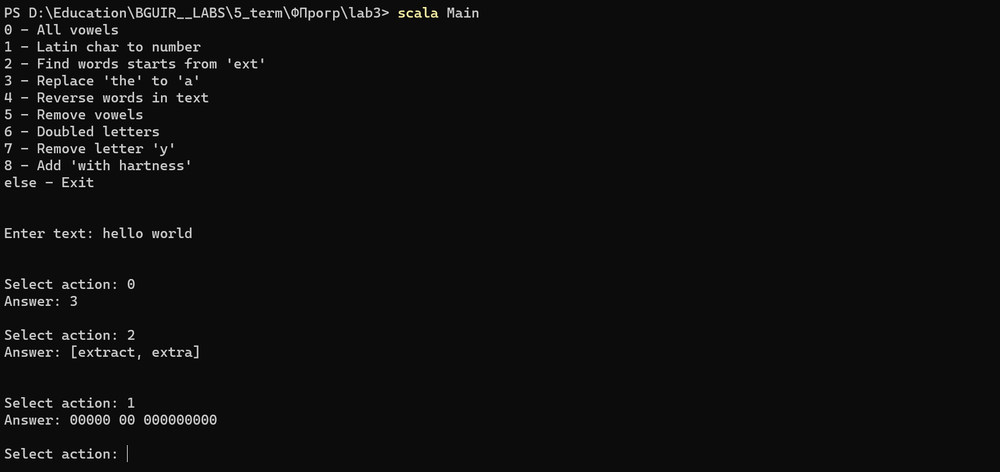 PS D:\Education\BGUIR__LABS\5_term\ФПрогр\lab3> scala Main
0 - All vowels
1 - Latin char to number
2 - Find words starts from 'ext'
3 - Replace 'the' to 'a'
4 - Reverse words in text
5 - Remove vowels
6 - Doubled letters
7 - Remove letter 'y'
8 - Add 'with hartness'
else - Exit
Enter text: hello world
Select action: 0
Answer: 3
Select action: 2
Answer: [extract, extra]
Select action: 1
Answer: 00000 00 000000000
Select action: